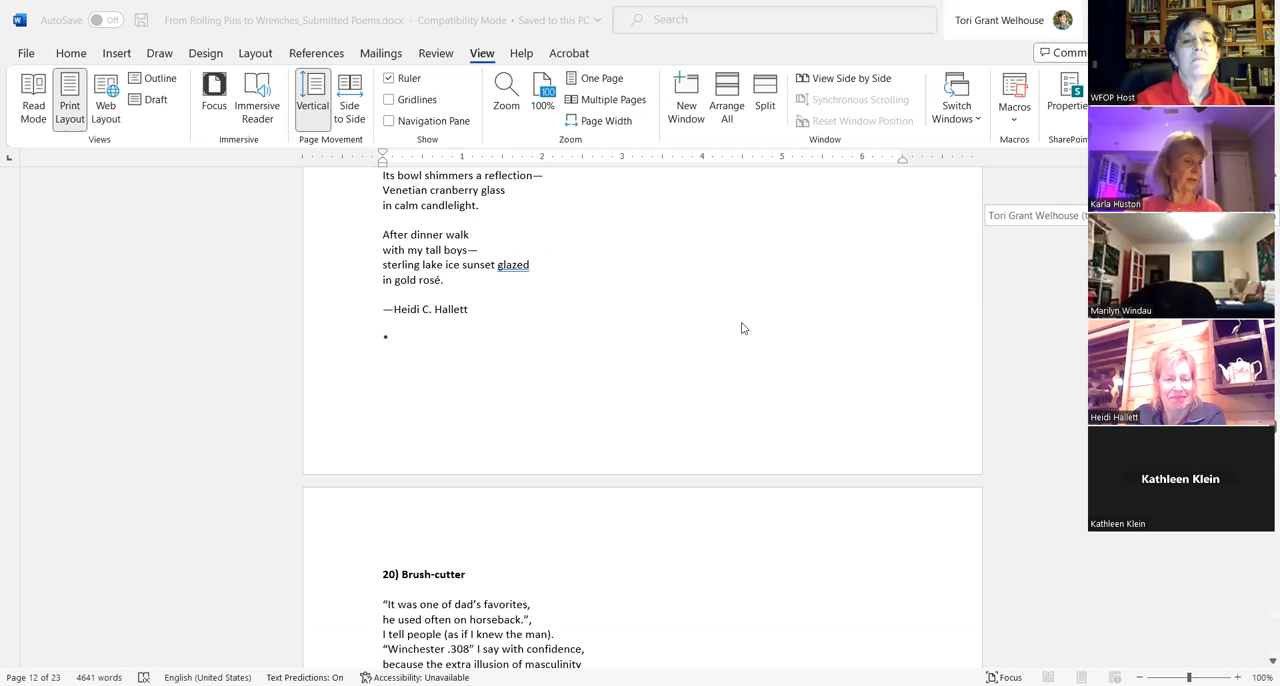 AutoSave Off From Rolling Pins to Wrenches_Submitted Poems.docx - Compatibility Mode • Saved to this PC Search Tori Grant Welhouse
File Home Insert Draw Design Layout References Mailings Review View Help Acrobat Comm
Read Mode
Print Layout
Web Layout
Outline
Draft
Views
Focus
Immersive Reader
Immersive
Vertical
Side to Side
Page Movement
Ruler
Gridlines
Navigation Pane
Show
Zoom
100
100%
One Page
Multiple Pages
Page Width
Zoom
New Window
Arrange All
Split
View Side by Side
Synchronous Scrolling
Reset Window Position
Window
Switch Windows
Macros
Macros
Properties
SharePoint
1 2 3 4 5 6
Its bowl shimmers a reflection—
Venetian cranberry glass
in calm candlelight.
After dinner walk
with my tall boys—
sterling lake ice sunset glazed
in gold rosé.
—Heidi C. Hallett
*
20) Brush-cutter
“It was one of dad’s favorites,
he used often on horseback.”,
I tell people (as if I knew the man).
“Winchester .308” I say with confidence,
because the extra illusion of masculinity
Tori Grant Welhouse (
WFOP Host
Karla Huston
Marilyn Windau
Heidi Hallett
Kathleen Klein
Kathleen Klein
Page 12 of 23 4641 words English (United States) Text Predictions: On Accessibility: Unavailable Focus 100%